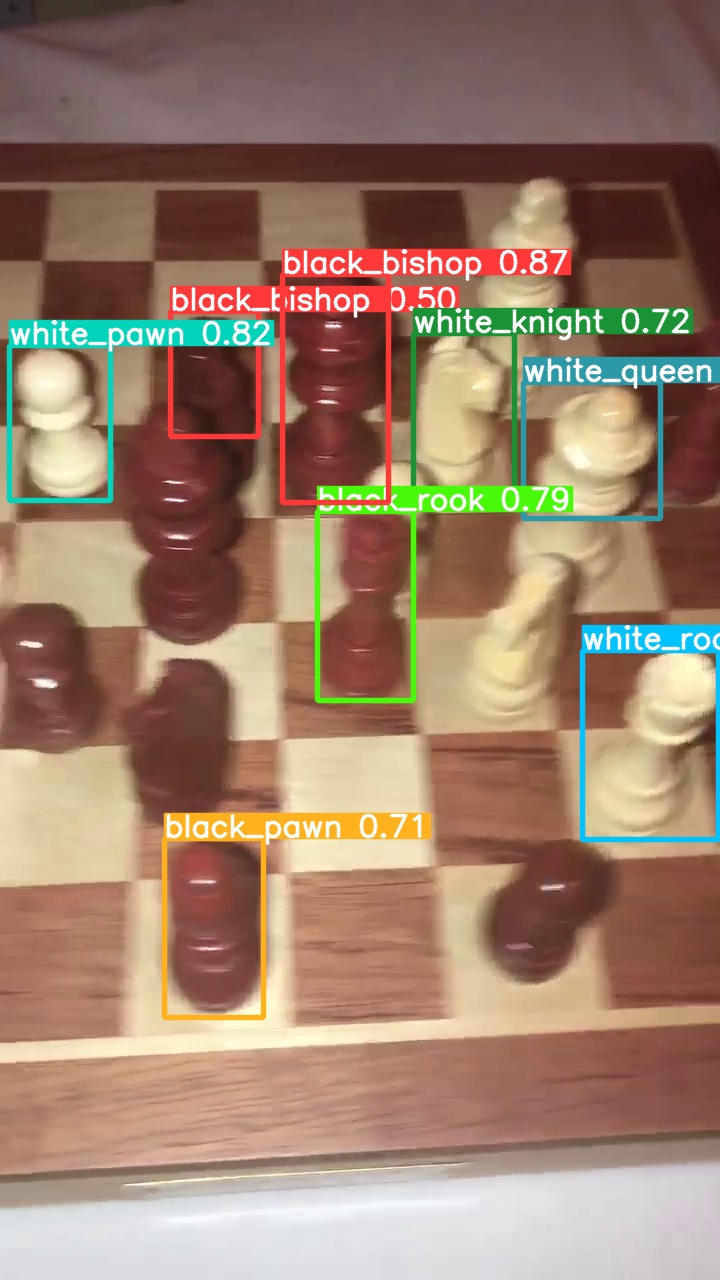 black_bishop 0.87
black_bishop 0.50
white_knight 0.72
white_pawn 0.82
white_queen
black_rook 0.79
white_roo
black_pawn 0.71